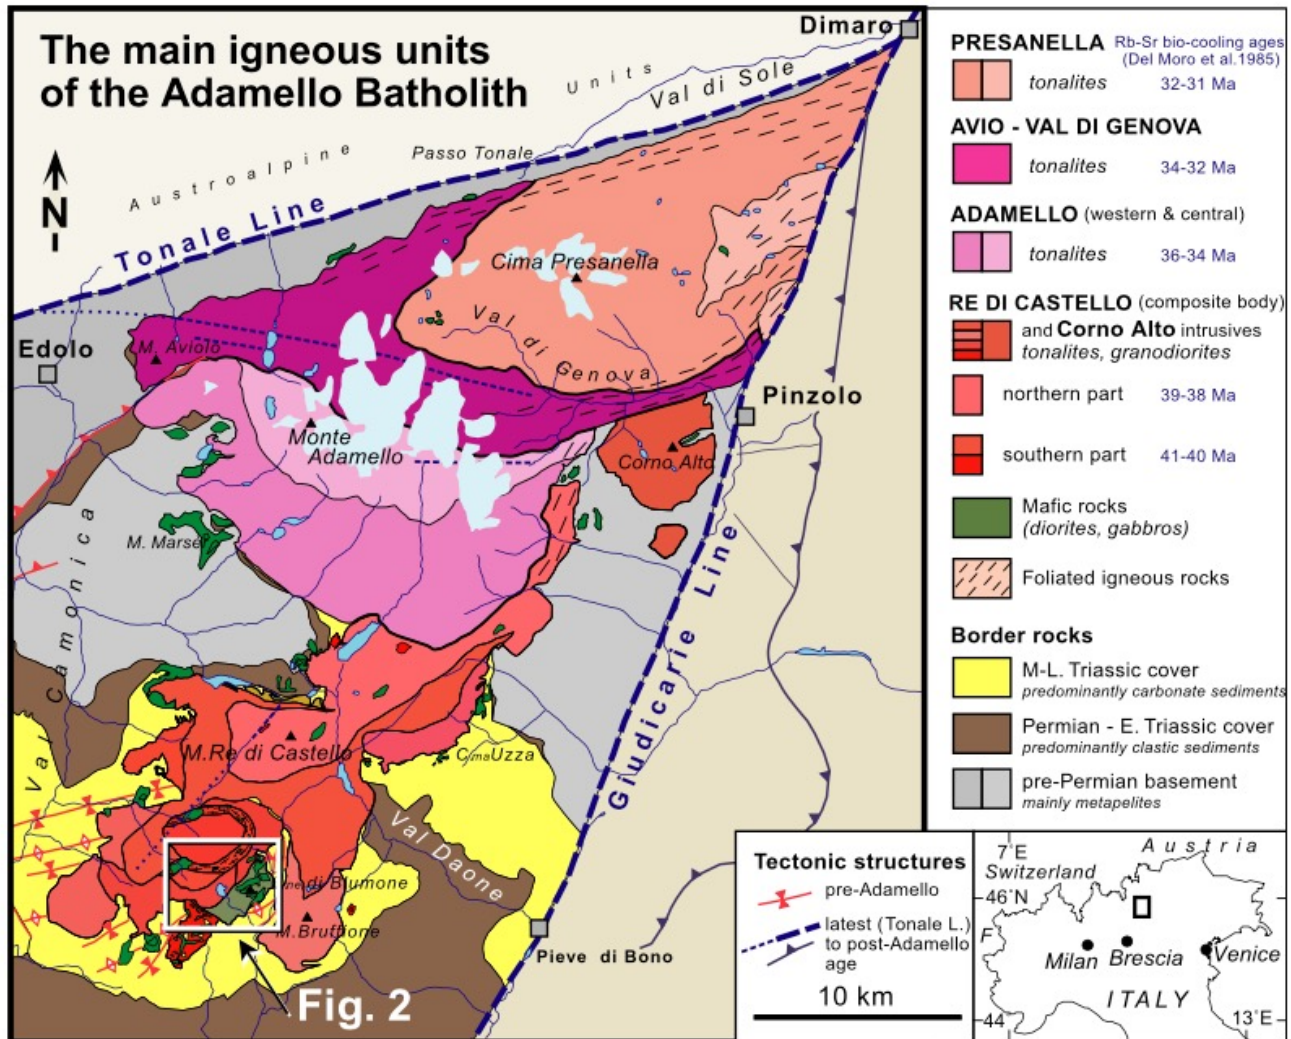 The main igneous units
of the Adamello Batholith
Dimaro
Units
Val di Sole
Passo Tonale
Austroalpine
N
Tonale Line
Cima Presanella
Val di Genova
Edolo
M. Aviolo
Pinzolo
Monte
Adamello
Corno Alto
Camonica
M. Marser
Giudicarie Line
M.Re di Castello
CimaUzza
Val
Val Daone
di Blumone
M.Bruffione
Pieve di Bono
Fig. 2
PRESANELLA Rb-Sr bio-cooling ages
(Del Moro et al.1985)
tonalites 32-31 Ma
AVIO - VAL DI GENOVA
tonalites 34-32 Ma
ADAMELLO (western & central)
tonalites 36-34 Ma
RE DI CASTELLO (composite body)
and Corno Alto intrusives
tonalites, granodiorites
northern part 39-38 Ma
southern part 41-40 Ma
Mafic rocks
(diorites, gabbros)
Foliated igneous rocks
Border rocks
M-L. Triassic cover
predominantly carbonate sediments
Permian - E. Triassic cover
predominantly clastic sediments
pre-Permian basement
mainly metapelites
Tectonic structures
pre-Adamello
latest (Tonale L.)
to post-Adamello
age
10 km
7°E
Austria
Switzerland
46°N
F
Milan
Brescia
Venice
ITALY
44
13°E